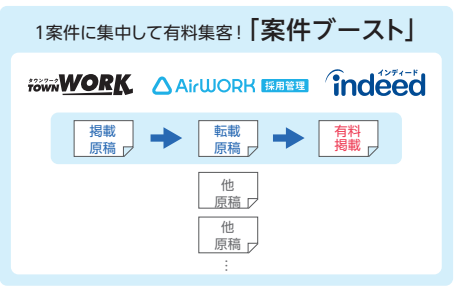 1案件に集中して有料集客！「案件ブースト」
タウンワーク
TOWNWORK
AirWORK 採用管理
インディード
indeed
掲載
原稿
転載
原稿
有料
掲載
他
原稿
他
原稿
⋮